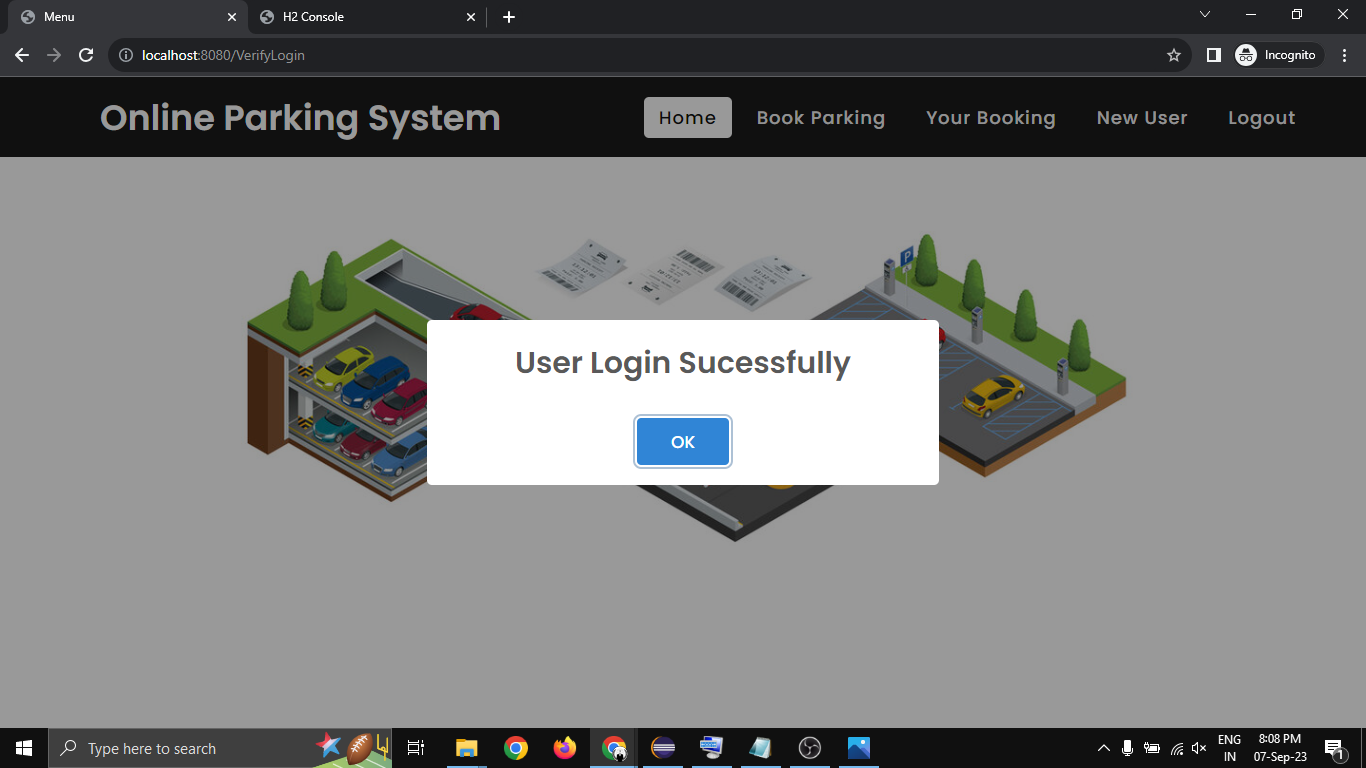 Menu
H2 Console
localhost:8080/VerifyLogin
Incognito
Online Parking System
Home
Book Parking
Your Booking
New User
Logout
P
User Login Sucessfully
OK
Type here to search
ENG
IN
8:08 PM
07-Sep-23
1